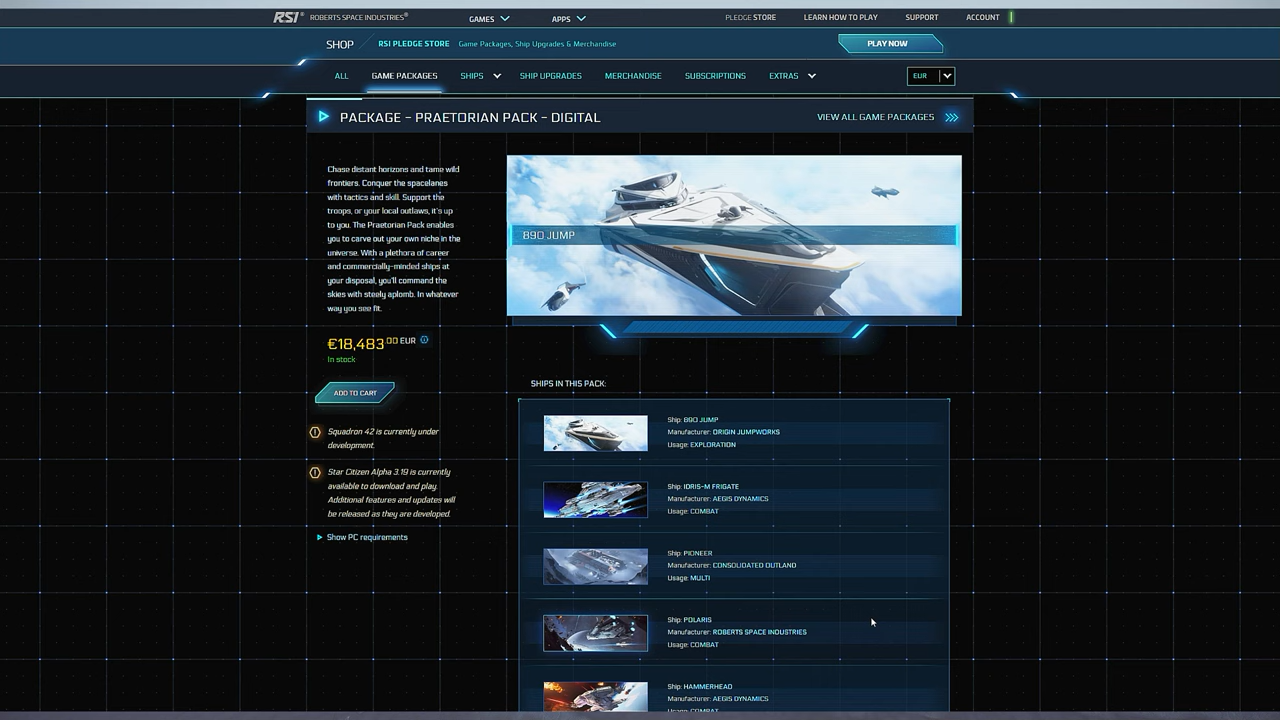 RSI® ROBERTS SPACE INDUSTRIES®
GAMES
APPS
PLEDGE STORE
LEARN HOW TO PLAY
SUPPORT
ACCOUNT
SHOP
RSI PLEDGE STORE
Game Packages, Ship Upgrades & Merchandise
PLAY NOW
ALL
GAME PACKAGES
SHIPS
SHIP UPGRADES
MERCHANDISE
SUBSCRIPTIONS
EXTRAS
EUR
PACKAGE - PRAETORIAN PACK - DIGITAL
VIEW ALL GAME PACKAGES
Chase distant horizons and tame wild
frontiers. Conquer the spacelanes
with tactics and skill. Support the
troops, or your local outlaws, it's up
to you. The Praetorian Pack enables
you to carve out your own niche in the
universe. With a plethora of career
and commercially-minded ships at
your disposal, you'll command the
skies with steely aplomb. In whatever
way you see fit.
€18,483.00 EUR
In stock
ADD TO CART
Squadron 42 is currently under
development.
Star Citizen Alpha 3.19 is currently
available to download and play.
Additional features and updates will
be released as they are developed.
Show PC requirements
890 JUMP
SHIPS IN THIS PACK:
Ship: 890 JUMP
Manufacturer: ORIGIN JUMPWORKS
Usage: EXPLORATION
Ship: IDRIS-M FRIGATE
Manufacturer: AEGIS DYNAMICS
Usage: COMBAT
Ship: PIONEER
Manufacturer: CONSOLIDATED OUTLAND
Usage: MULTI
Ship: POLARIS
Manufacturer: ROBERTS SPACE INDUSTRIES
Usage: COMBAT
Ship: HAMMERHEAD
Manufacturer: AEGIS DYNAMICS
Usage: COMBAT